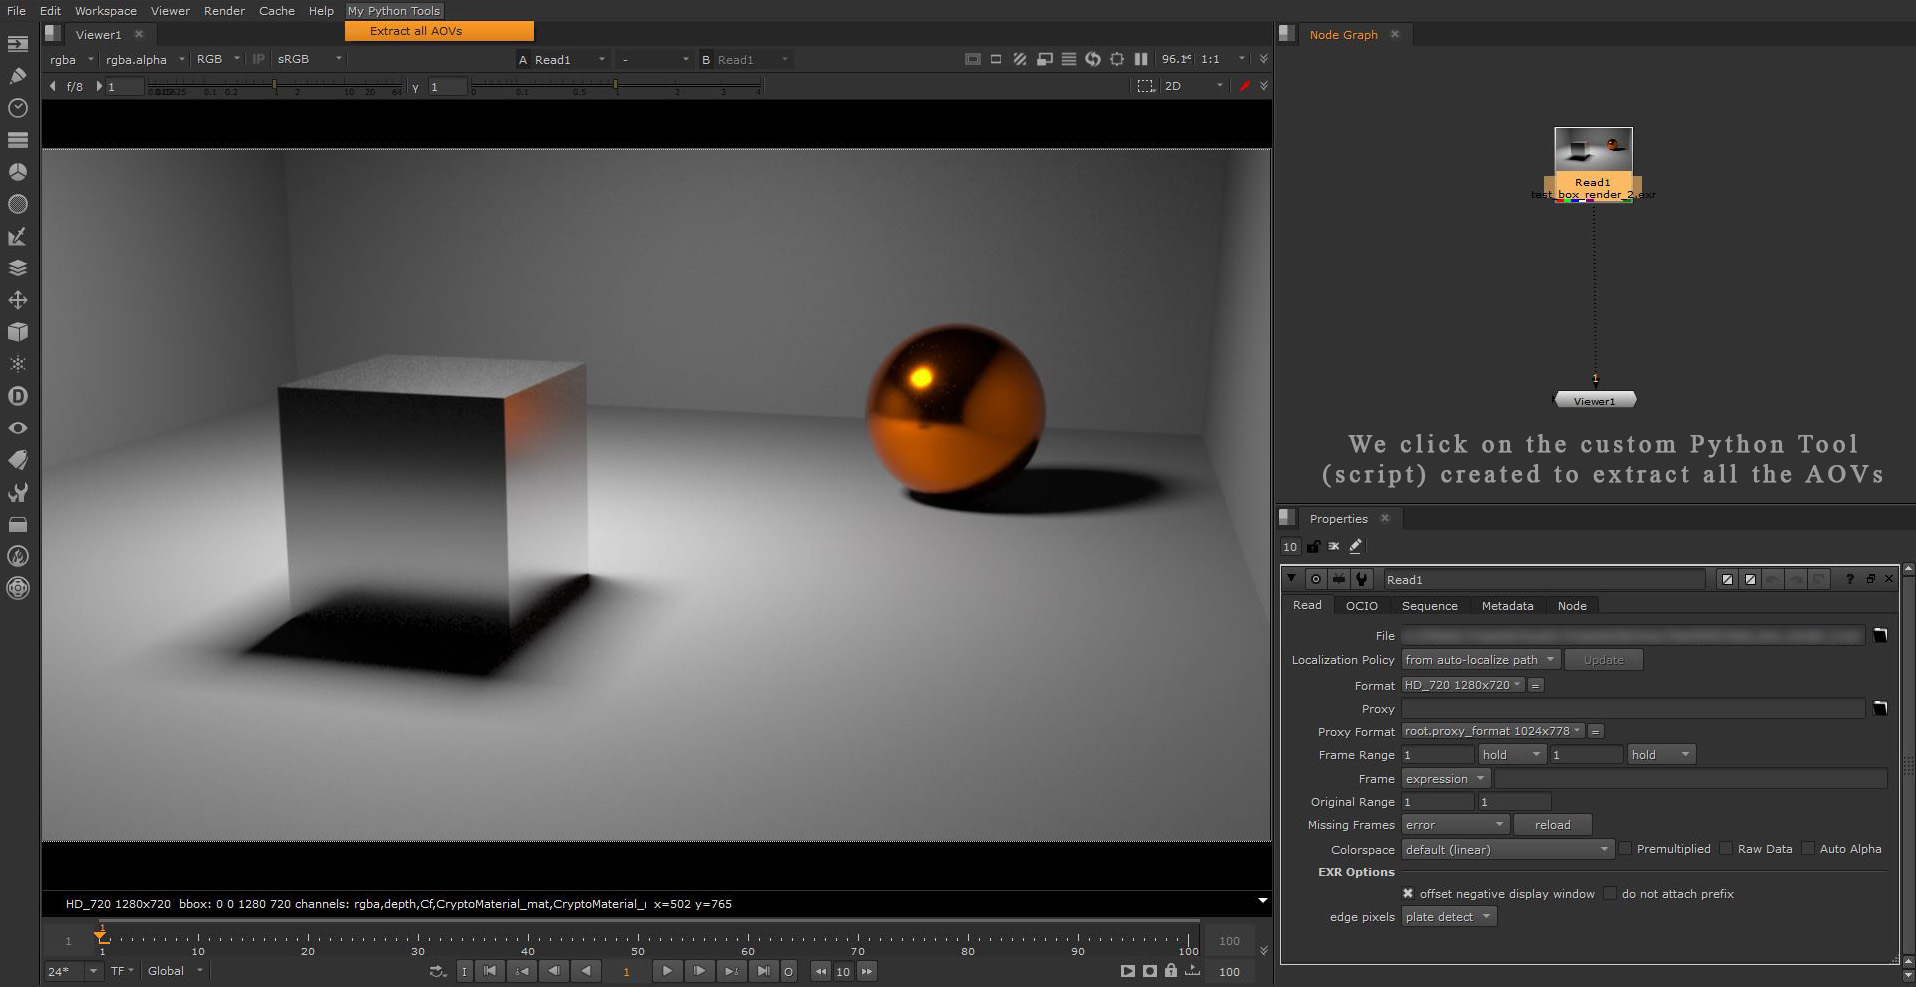 File Edit Workspace Viewer Render Cache Help My Python Tools
Extract all AOVs
Viewer1
Node Graph
rgba rgba.alpha RGB IP sRGB A Read1 - B Read1 1:1
f/8 1 γ 1 2D
Read1
test_box_render_2.exr
1
Viewer1
We click on the custom Python Tool
(script) created to extract all the AOVs
Properties
10
Read1
Read OCIO Sequence Metadata Node
File
Localization Policy from auto-localize path Update
Format HD_720 1280x720 =
Proxy
Proxy Format root.proxy_format 1024x778 =
Frame Range 1 hold 1 hold
Frame expression
Original Range 1 1
Missing Frames error reload
Colorspace default (linear) Premultiplied Raw Data Auto Alpha
EXR Options
offset negative display window do not attach prefix
edge pixels plate detect
HD_720 1280x720 bbox: 0 0 1280 720 channels: rgba,depth,Cf,CryptoMaterial_mat,CryptoMaterial_ x=502 y=765
1
1 1 10 20 30 40 50 60 70 80 90 100 100
24* TF Global I 1 O 10 100